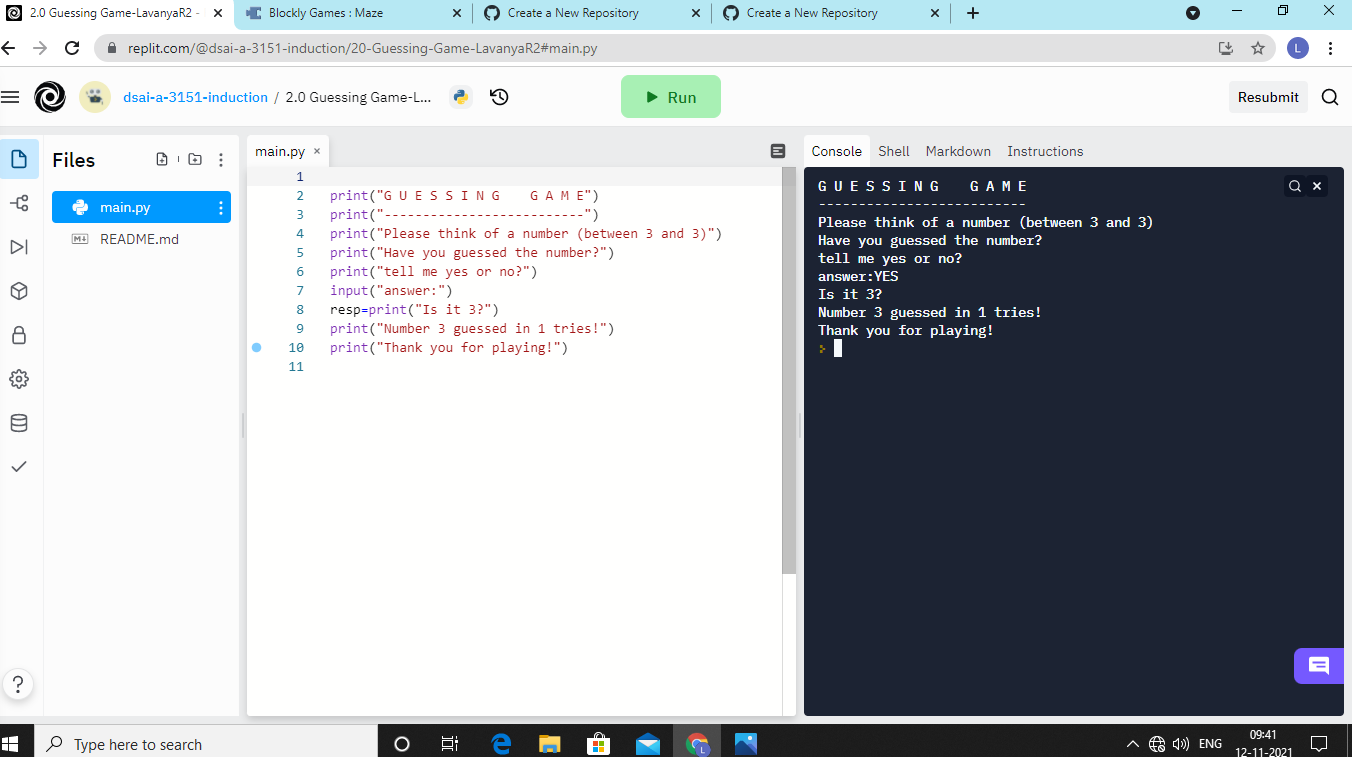 2.0 Guessing Game-LavanyaR2 -
Blockly Games : Maze
Create a New Repository
Create a New Repository
replit.com/@dsai-a-3151-induction/20-Guessing-Game-LavanyaR2#main.py
L
dsai-a-3151-induction / 2.0 Guessing Game-L...
Run
Resubmit
Files
main.py
README.md
main.py
1
2 print("G U E S S I N G    G A M E")
3 print("--------------------------")
4 print("Please think of a number (between 3 and 3)")
5 print("Have you guessed the number?")
6 print("tell me yes or no?")
7 input("answer:")
8 resp=print("Is it 3?")
9 print("Number 3 guessed in 1 tries!")
10 print("Thank you for playing!")
11
Console Shell Markdown Instructions
G U E S S I N G    G A M E
--------------------------
Please think of a number (between 3 and 3)
Have you guessed the number?
tell me yes or no?
answer:YES
Is it 3?
Number 3 guessed in 1 tries!
Thank you for playing!
?
Type here to search
L
ENG
09:41
12-11-2021